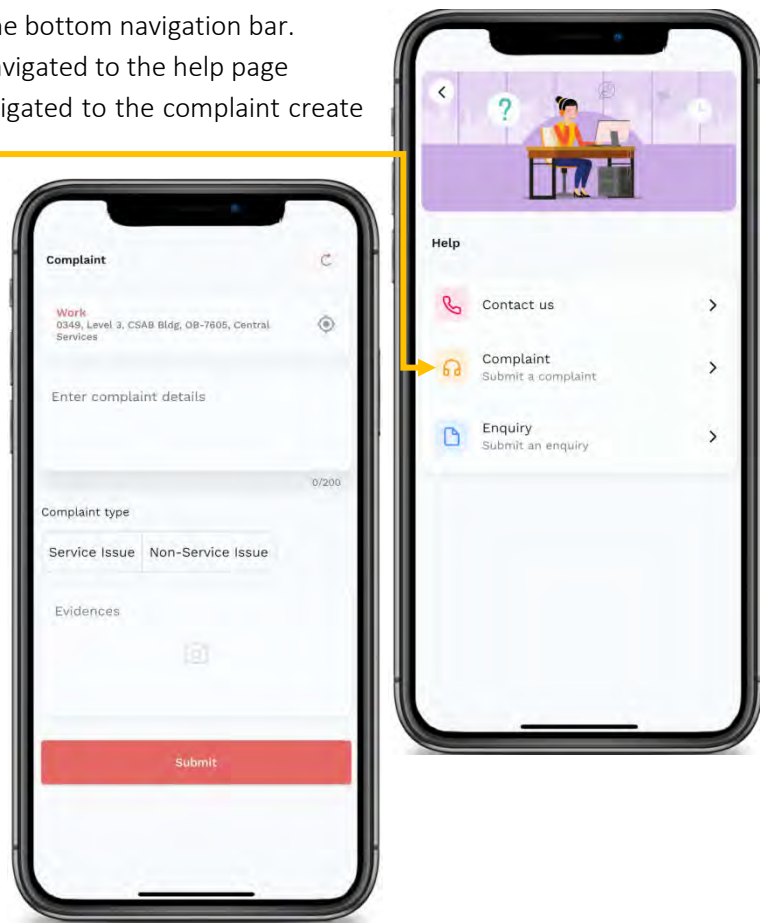 he bottom navigation bar.
avigated to the help page
vigated to the complaint create
?
Help
Contact us
Complaint
Submit a complaint
Enquiry
Submit an enquiry
Complaint
Work
0349, Level 3, CSAB Bldg, OB-7605, Central
Services
Enter complaint details
0/200
Complaint type
Service Issue Non-Service Issue
Evidences
Submit